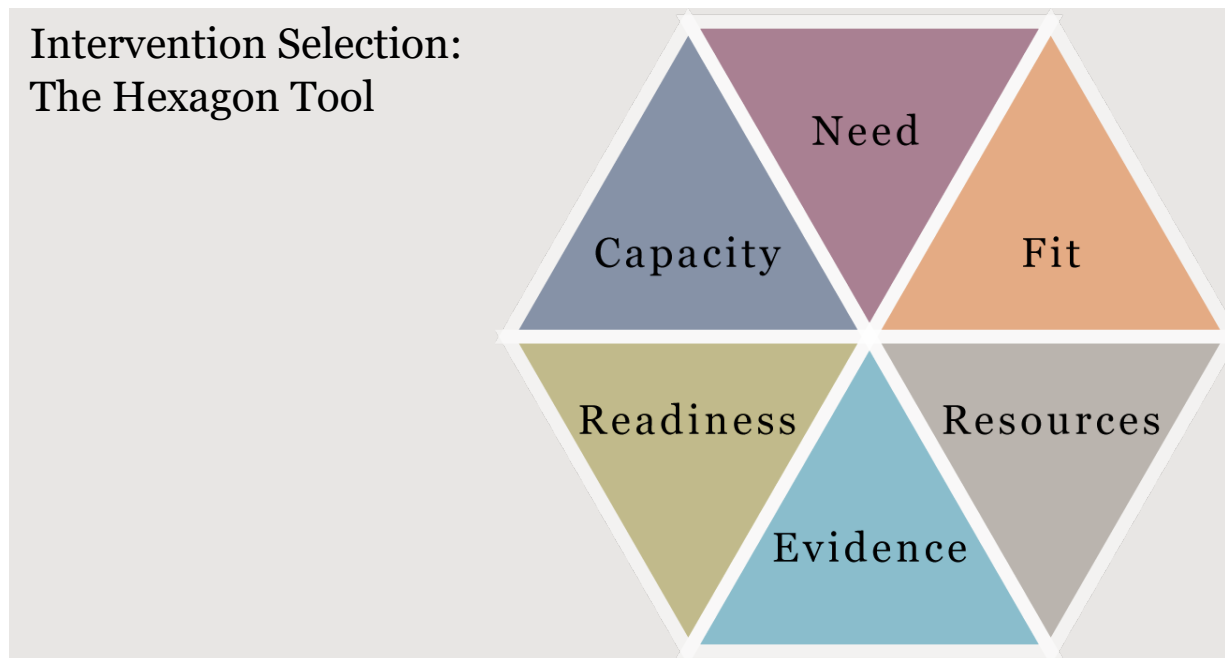 Intervention Selection:
The Hexagon Tool
Need
Capacity
Fit
Readiness
Resources
Evidence